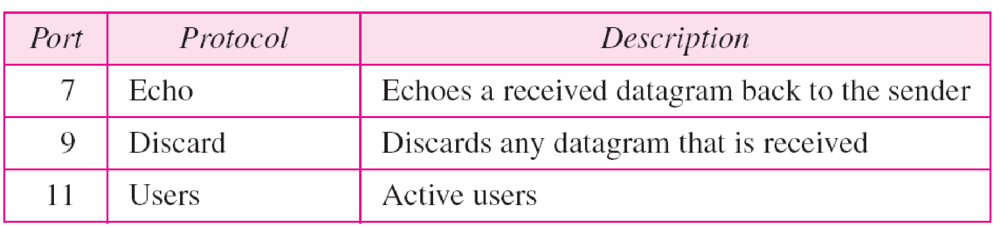 Port Protocol Description
7 Echo Echoes a received datagram back to the sender
9 Discard Discards any datagram that is received
11 Users Active users